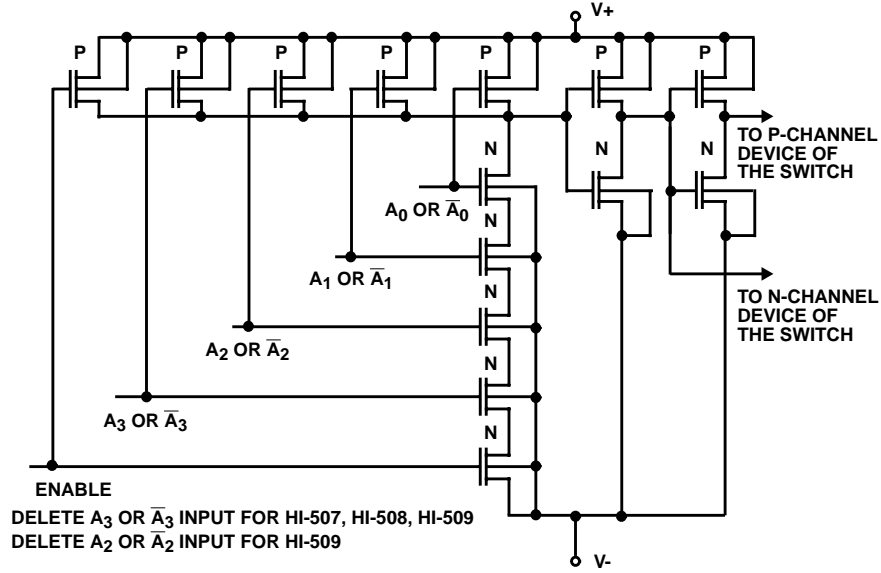 V+
P P P P P P P
TO P-CHANNEL
DEVICE OF
THE SWITCH
N N N
A0 OR A̅0
N
A1 OR A̅1
TO N-CHANNEL
DEVICE OF
THE SWITCH
N
A2 OR A̅2
N
A3 OR A̅3
N
ENABLE
DELETE A3 OR A̅3 INPUT FOR HI-507, HI-508, HI-509
DELETE A2 OR A̅2 INPUT FOR HI-509
V-